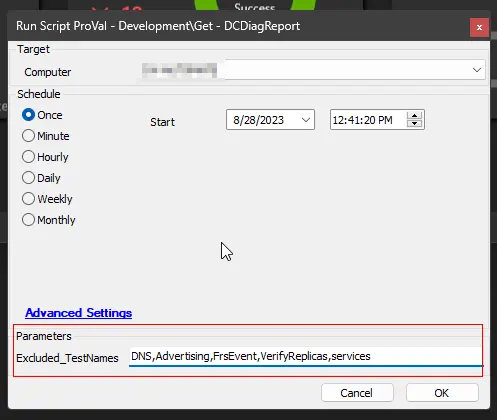 Success
Run Script ProVal - Development\Get - DCDiagReport
x
Target
Computer
Schedule
Once
Start
8/28/2023
12:41:20 PM
Minute
Hourly
Daily
Weekly
Monthly
Advanced Settings
Parameters
Excluded_TestNames
DNS,Advertising,FrsEvent,VerifyReplicas,services
Cancel
OK